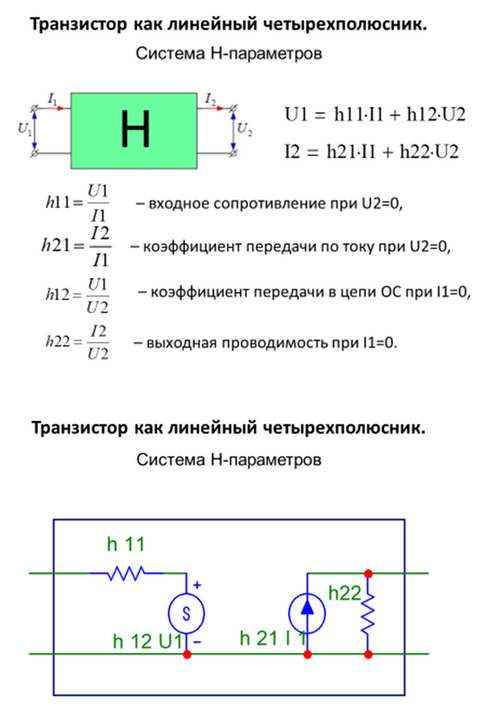 Транзистор как линейный четырехполюсник.
Система Н-параметров
I1 I2
U1 H U2
U1 = h11·I1 + h12·U2
I2 = h21·I1 + h22·U2
h11 = U1/I1 – входное сопротивление при U2=0,
h21 = I2/I1 – коэффициент передачи по току при U2=0,
h12 = U1/U2 – коэффициент передачи в цепи ОС при I1=0,
h22 = I2/U2 – выходная проводимость при I1=0.
Транзистор как линейный четырехполюсник.
Система Н-параметров
h 11
+
h22
S
h 12 U1 – h 21 I 1